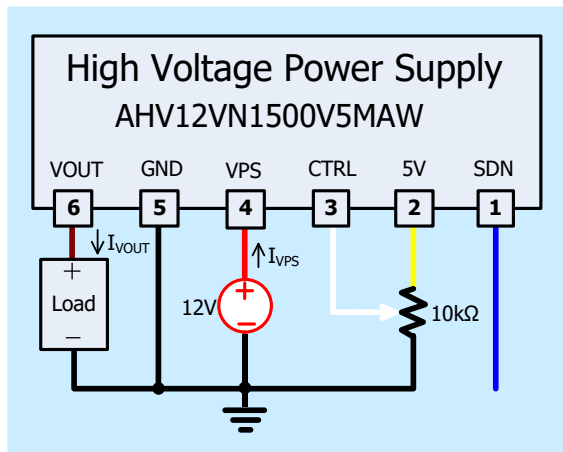 High Voltage Power Supply
AHV12VN1500V5MAW
VOUT GND VPS CTRL 5V SDN
6 5 4 3 2 1
IVOUT IVPS
+
Load
−
12V
+
−
10kΩ